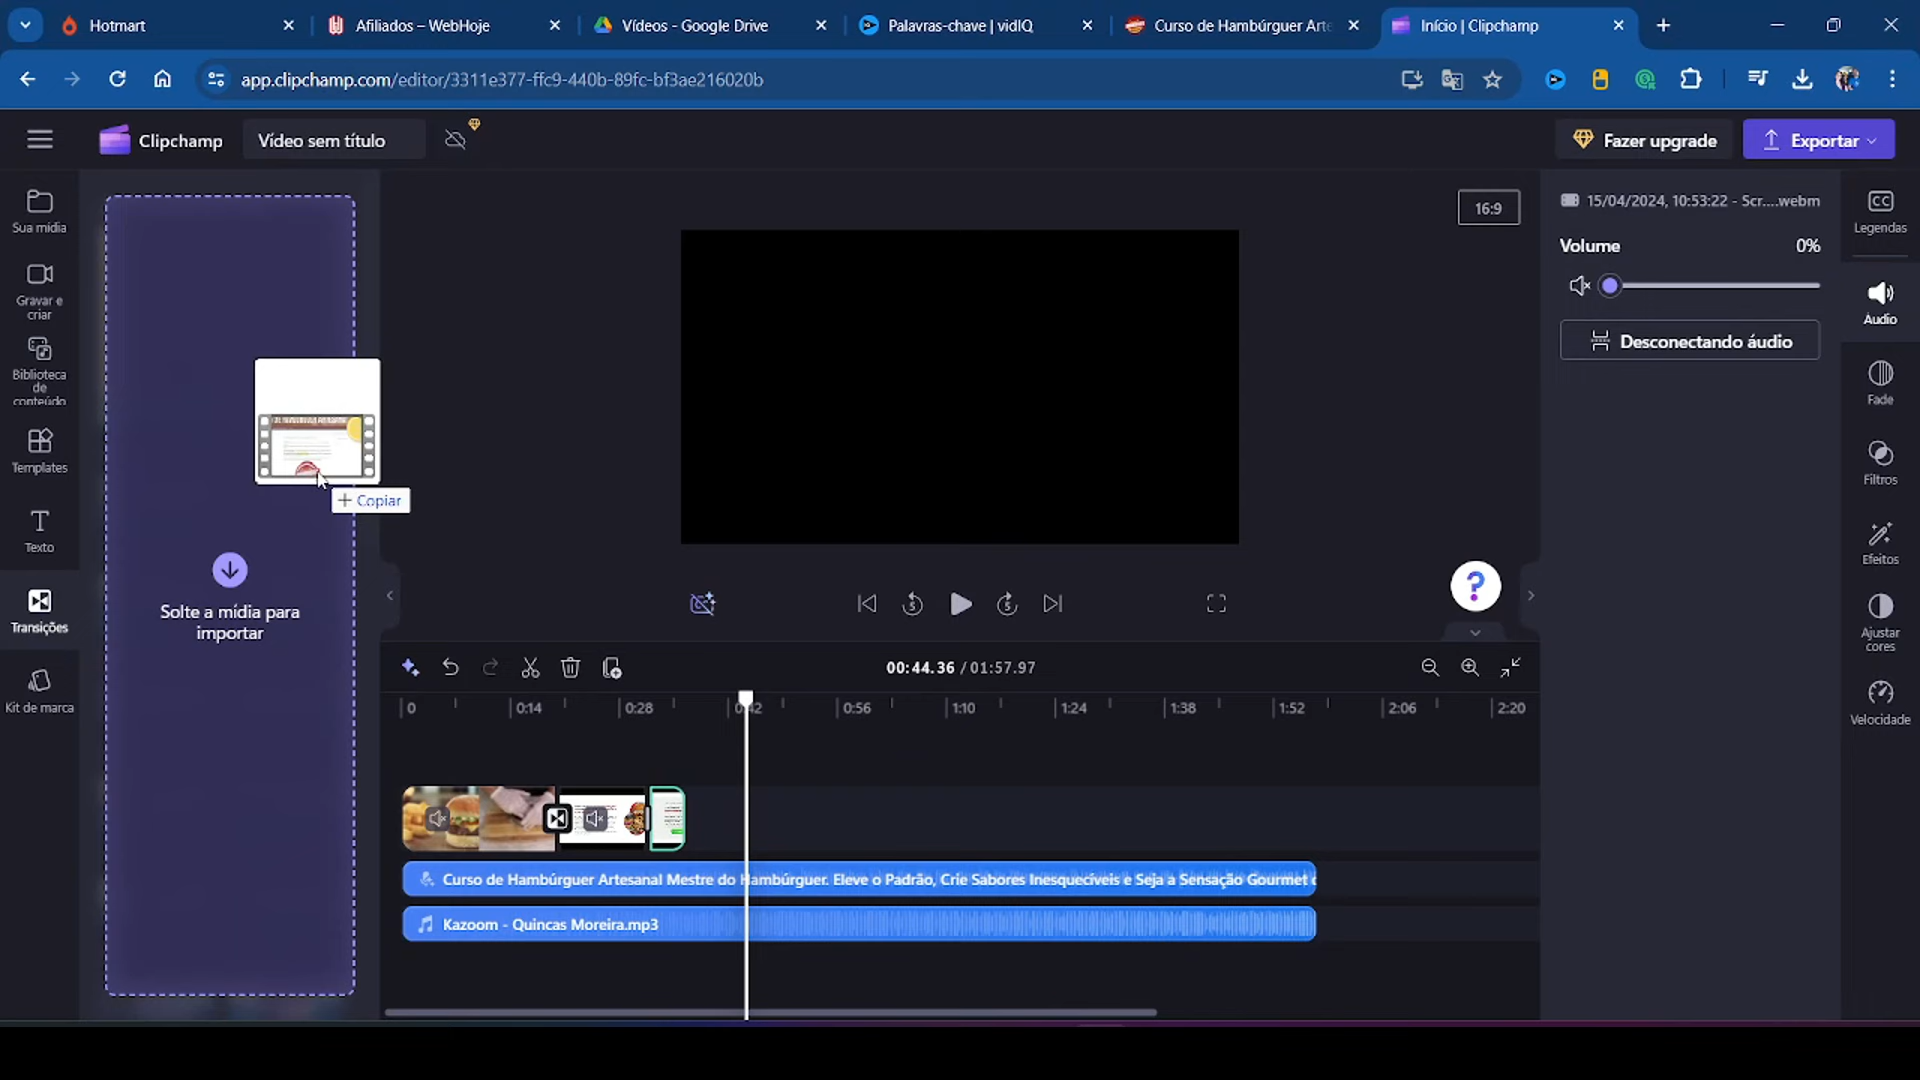 Hotmart
Afiliados – WebHoje
Vídeos - Google Drive
Palavras-chave | vidIQ
Curso de Hambúrguer Arte
Início | Clipchamp
app.clipchamp.com/editor/3311e377-ffc9-440b-89fc-bf3ae216020b
Clipchamp
Vídeo sem título
Fazer upgrade
Exportar
Sua mídia
Gravar e
criar
Biblioteca
de
conteúdo
Templates
Texto
Transições
Kit de marca
+ Copiar
Solte a mídia para
importar
16:9
15/04/2024, 10:53:22 - Scr....webm
Volume 0%
Desconectando áudio
CC
Legendas
Áudio
Fade
Filtros
Efeitos
Ajustar
cores
Velocidade
?
00:44.36 / 01:57.97
0 0:14 0:28 0:42 0:56 1:10 1:24 1:38 1:52 2:06 2:20
Curso de Hambúrguer Artesanal Mestre do Hambúrguer. Eleve o Padrão, Crie Sabores Inesquecíveis e Seja a Sensação Gourmet
Kazoom - Quincas Moreira.mp3